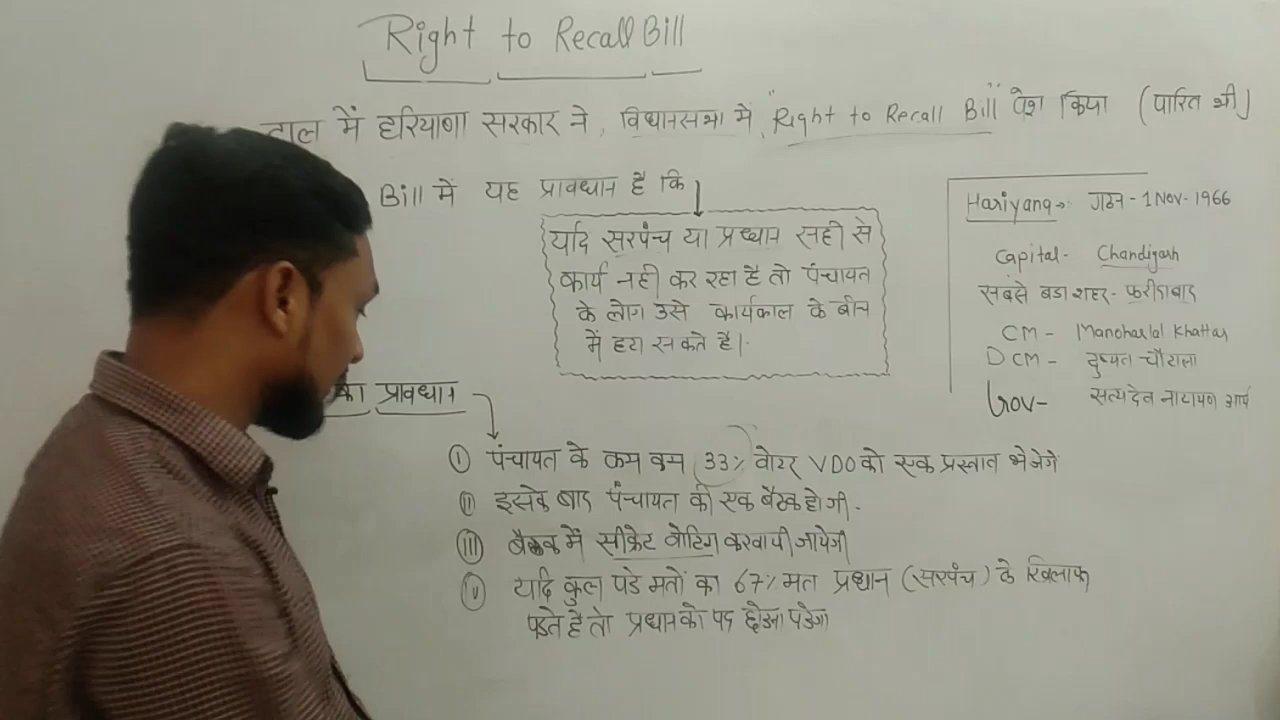 Right to Recall Bill
हाल में हरियाणा सरकार ने, विधानसभा में "Right to Recall Bill" पेश किया (पारित भी)
Bill में यह प्रावधान है कि
यदि सरपंच या प्रध्धान सही से
कार्य नही कर रहा है तो पंचायत
के लोग उसे कार्यकाल के बीच
में हटा सकते है।
Hariyana → गठन - 1 Nov - 1966
Capital - Chandigarh
सबसे बडा शहर - फरीदाबाद
CM - Manoharlal Khattar
DCM - दुष्यत चौटाला
Gov - सत्यदेव नारायण आर्य
का प्रावधान
(I) पंचायत के कम कम 33% वोटर VDO को एक प्रस्ताव भेजेगे
(II) इसके बाद पंचायत की एक बैठक होगी.
(III) बैठक में सीक्रेट वोटिंग करवायी जायेगी
(IV) यदि कुल पडे मतों का 67% मत प्रधान (सरपंच) के खिलाफ
पडते है तो प्रधान को पद छोडना पडेगा